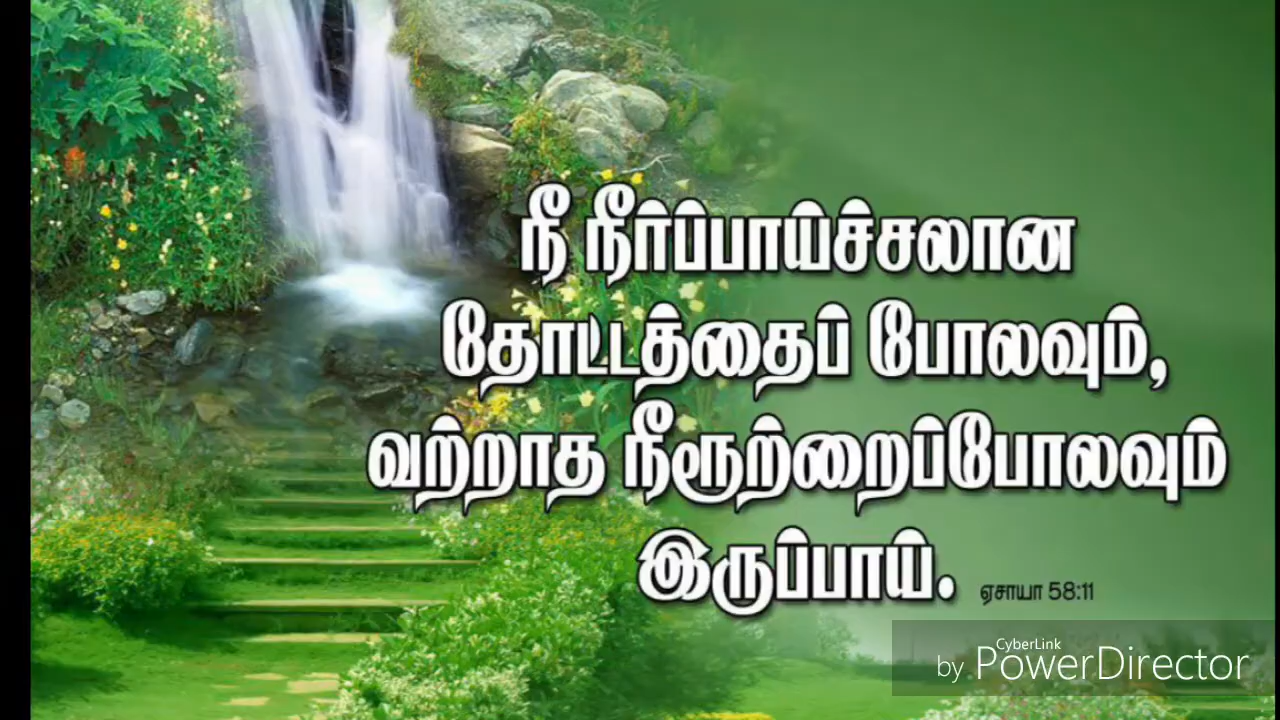 நீ நீர்ப்பாய்ச்சலான
தோட்டத்தைப் போலவும்,
வற்றாத நீரூற்றைப்போலவும்
இருப்பாய்.
ஏசாயா 58:11
CyberLink
by PowerDirector